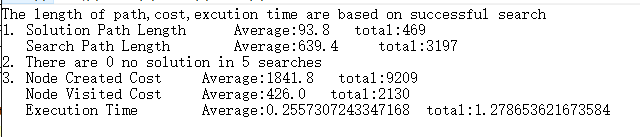 The length of path,cost,excution time are based on successful search
1. Solution Path Length Average:93.8 total:469
Search Path Length Average:639.4 total:3197
2. There are 0 no solution in 5 searches
3. Node Created Cost Average:1841.8 total:9209
Node Visited Cost Average:426.0 total:2130
Execution Time Average:0.2557307243347168 total:1.278653621673584